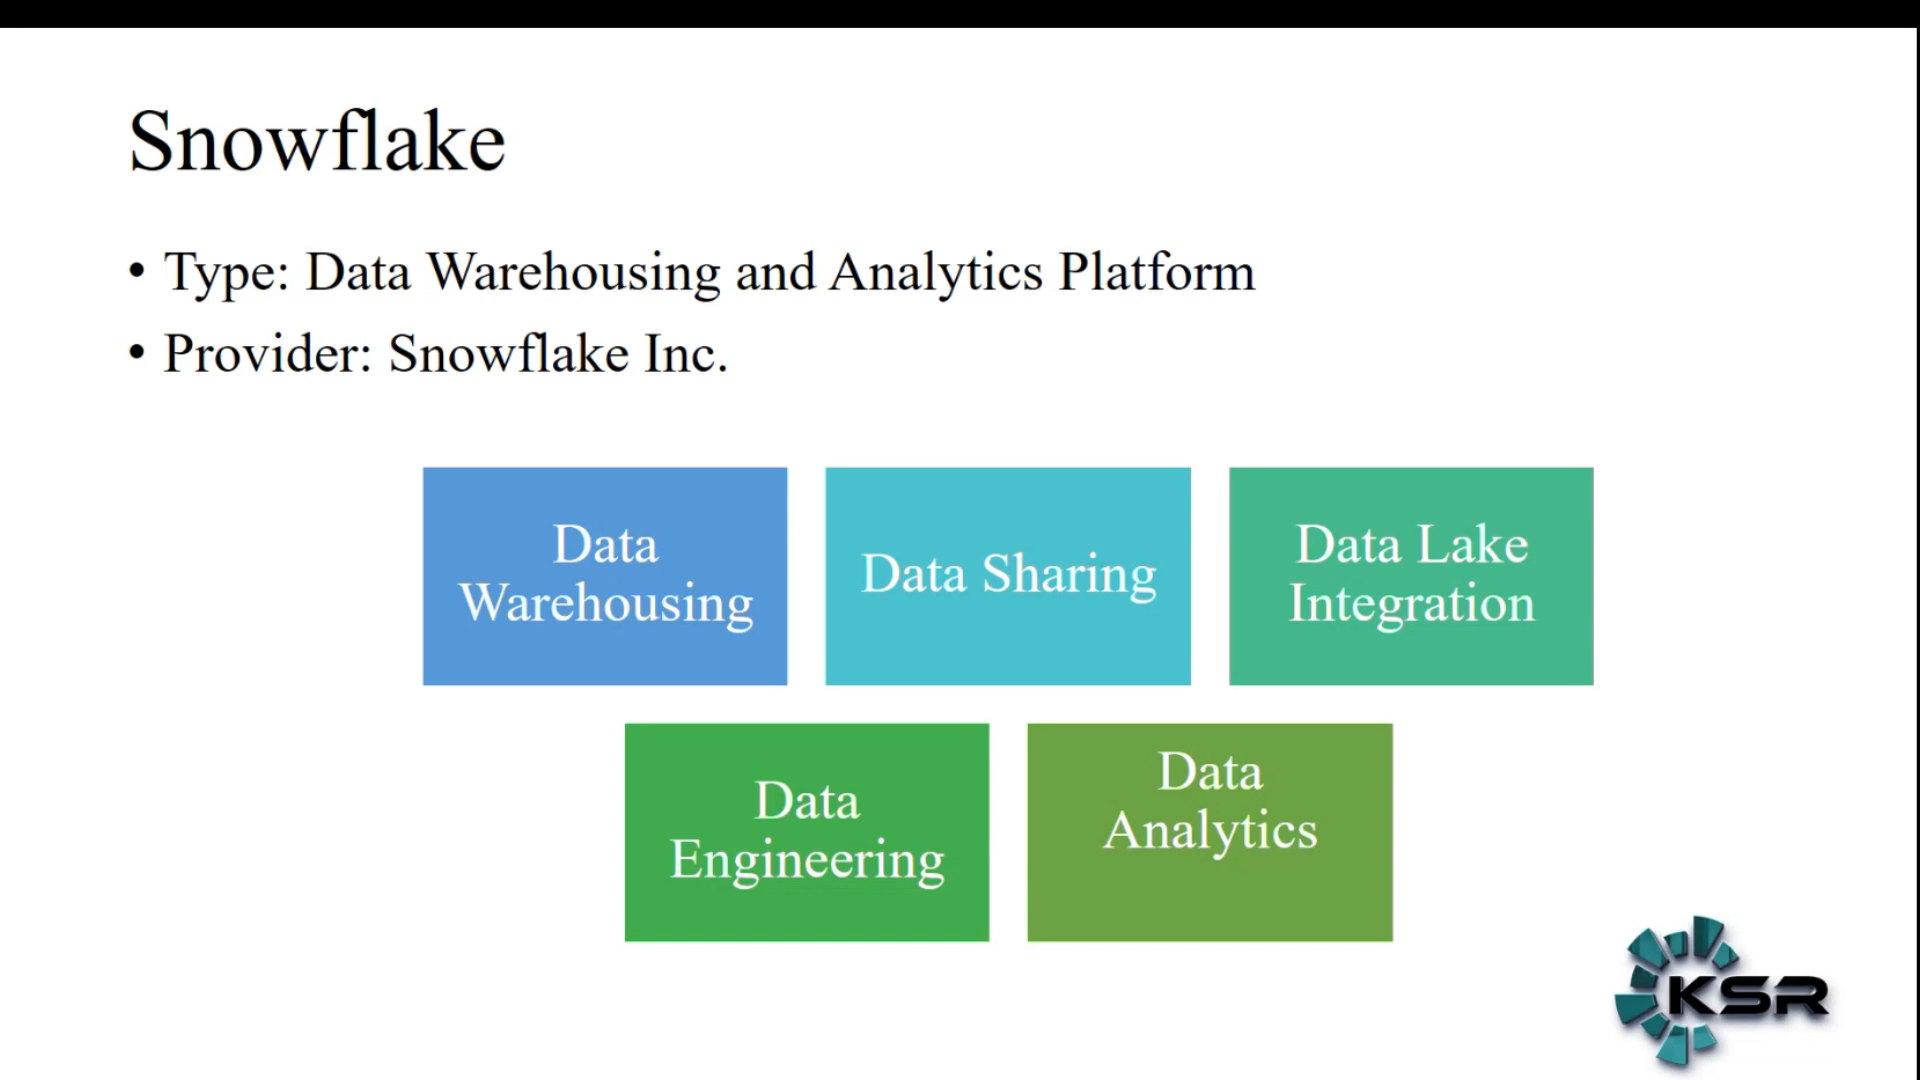 Snowflake
• Type: Data Warehousing and Analytics Platform
• Provider: Snowflake Inc.
Data
Warehousing
Data Sharing
Data Lake
Integration
Data
Engineering
Data
Analytics
KSR